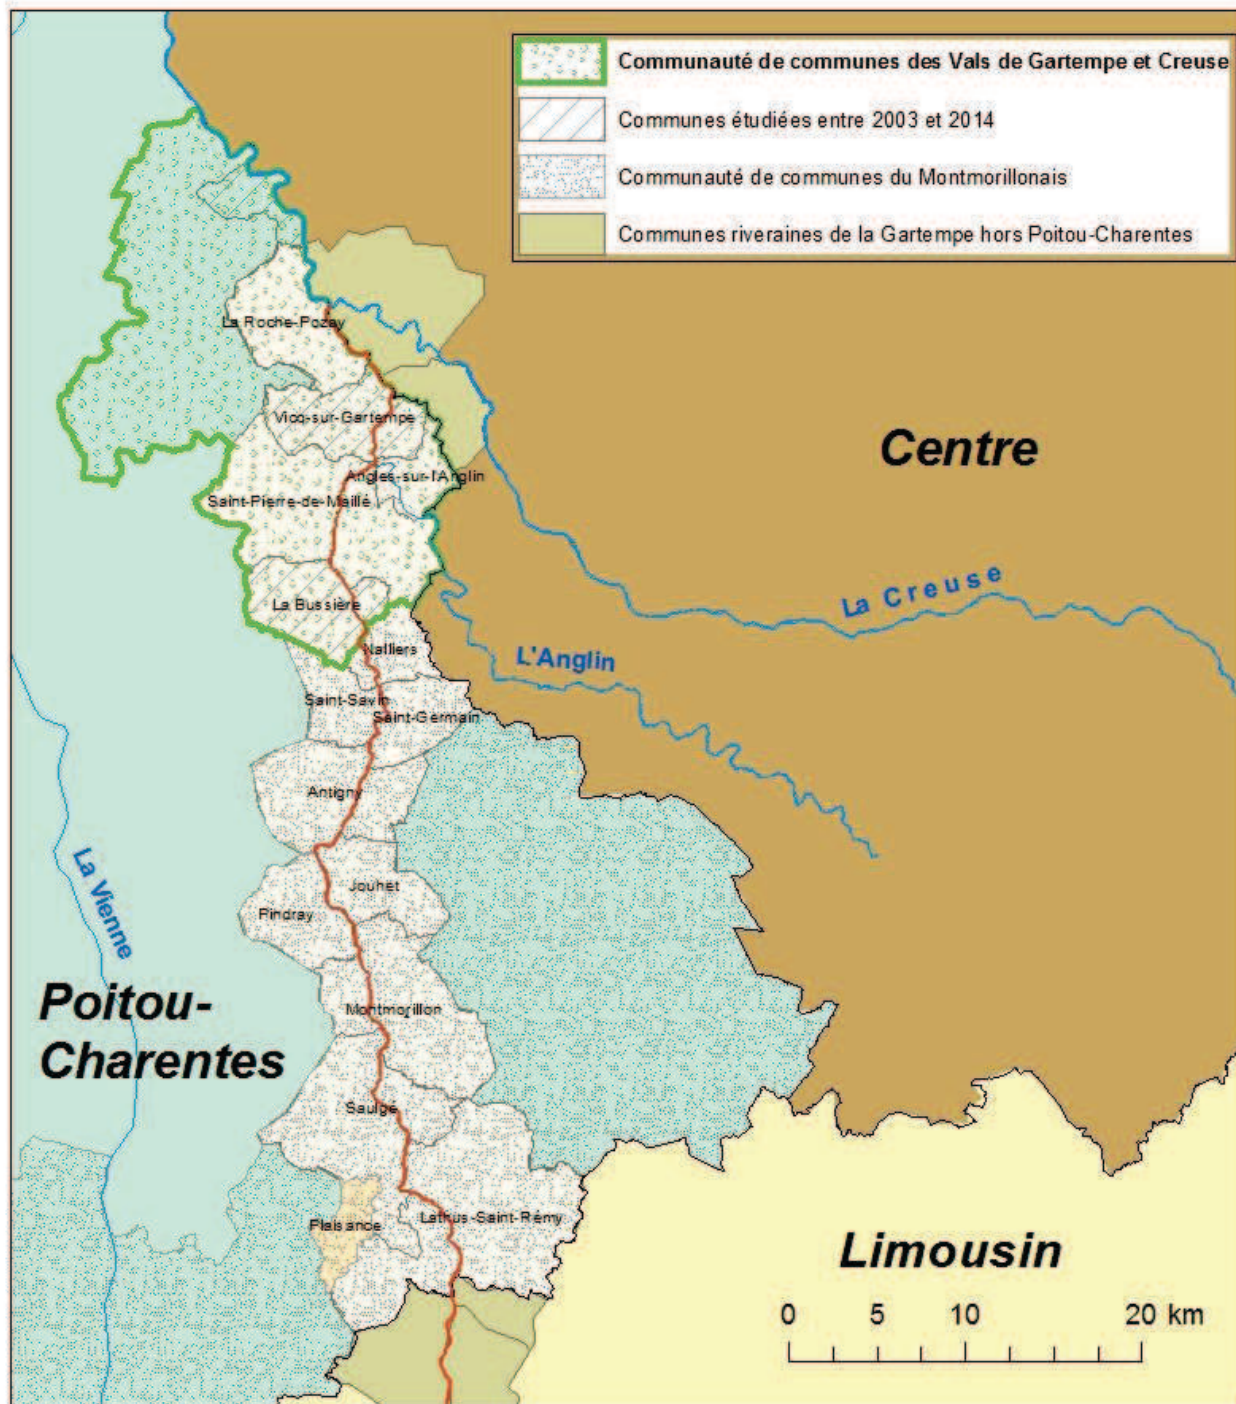 Communauté de communes des Vals de Gartempe et Creuse
Communes étudiées entre 2003 et 2014
Communauté de communes du Montmorillonais
Communes riveraines de la Gartempe hors Poitou-Charentes
La Roche-Pozay
Vicq-sur-Gartempe
Angles-sur-l'Anglin
Saint-Pierre-de-Maillé
Centre
La Creuse
La Bussière
Nalliers
L'Anglin
Saint-Savin
Saint-Germain
Antigny
La Vienne
Jouhet
Pindray
Poitou-
Charentes
Montmorillon
Saulgé
Plaisance
Lathus-Saint-Rémy
Limousin
0 5 10 20 km